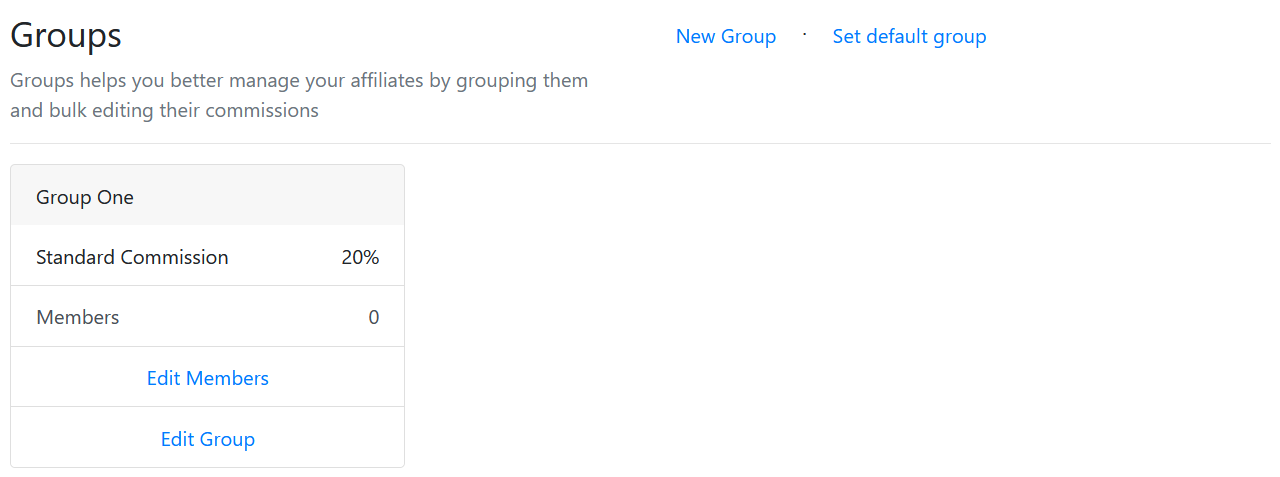 Groups
New Group · Set default group
Groups helps you better manage your affiliates by grouping them
and bulk editing their commissions
Group One
Standard Commission 20%
Members 0
Edit Members
Edit Group